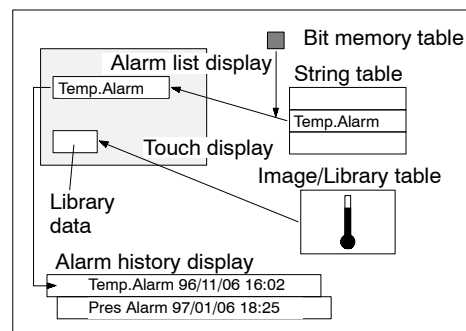 Bit memory table
Alarm list display
String table
Temp.Alarm
Temp.Alarm
Touch display
Image/Library table
Library
data
Alarm history display
Temp.Alarm 96/11/06 16:02
Pres Alarm 97/01/06 18:25